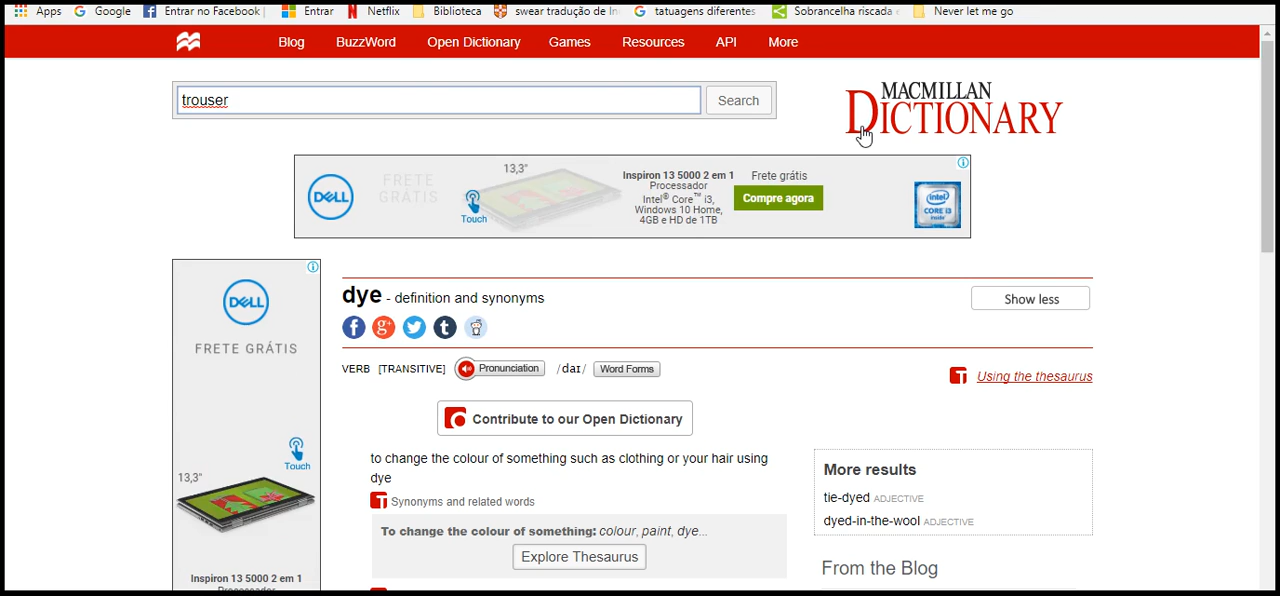 Apps Google Entrar no Facebook | Entrar Netflix Biblioteca swear tradução de In tatuagens diferentes Sobrancelha riscada e Never let me go
Blog BuzzWord Open Dictionary Games Resources API More
trouser
Search
MACMILLAN
DICTIONARY
DELL
FRETE
GRÁTIS
13,3"
Touch
Inspiron 13 5000 2 em 1
Processador
Intel® Core™ i3,
Windows 10 Home,
4GB e HD de 1TB
Frete grátis
Compre agora
intel
CORE i3
inside
DELL
FRETE GRÁTIS
Touch
13,3"
Inspiron 13 5000 2 em 1
Processador
dye - definition and synonyms
Show less
f g+ t
VERB [TRANSITIVE] Pronunciation /daɪ/ Word Forms
Using the thesaurus
Contribute to our Open Dictionary
to change the colour of something such as clothing or your hair using
dye
Synonyms and related words
To change the colour of something: colour, paint, dye...
Explore Thesaurus
More results
tie-dyed ADJECTIVE
dyed-in-the-wool ADJECTIVE
From the Blog